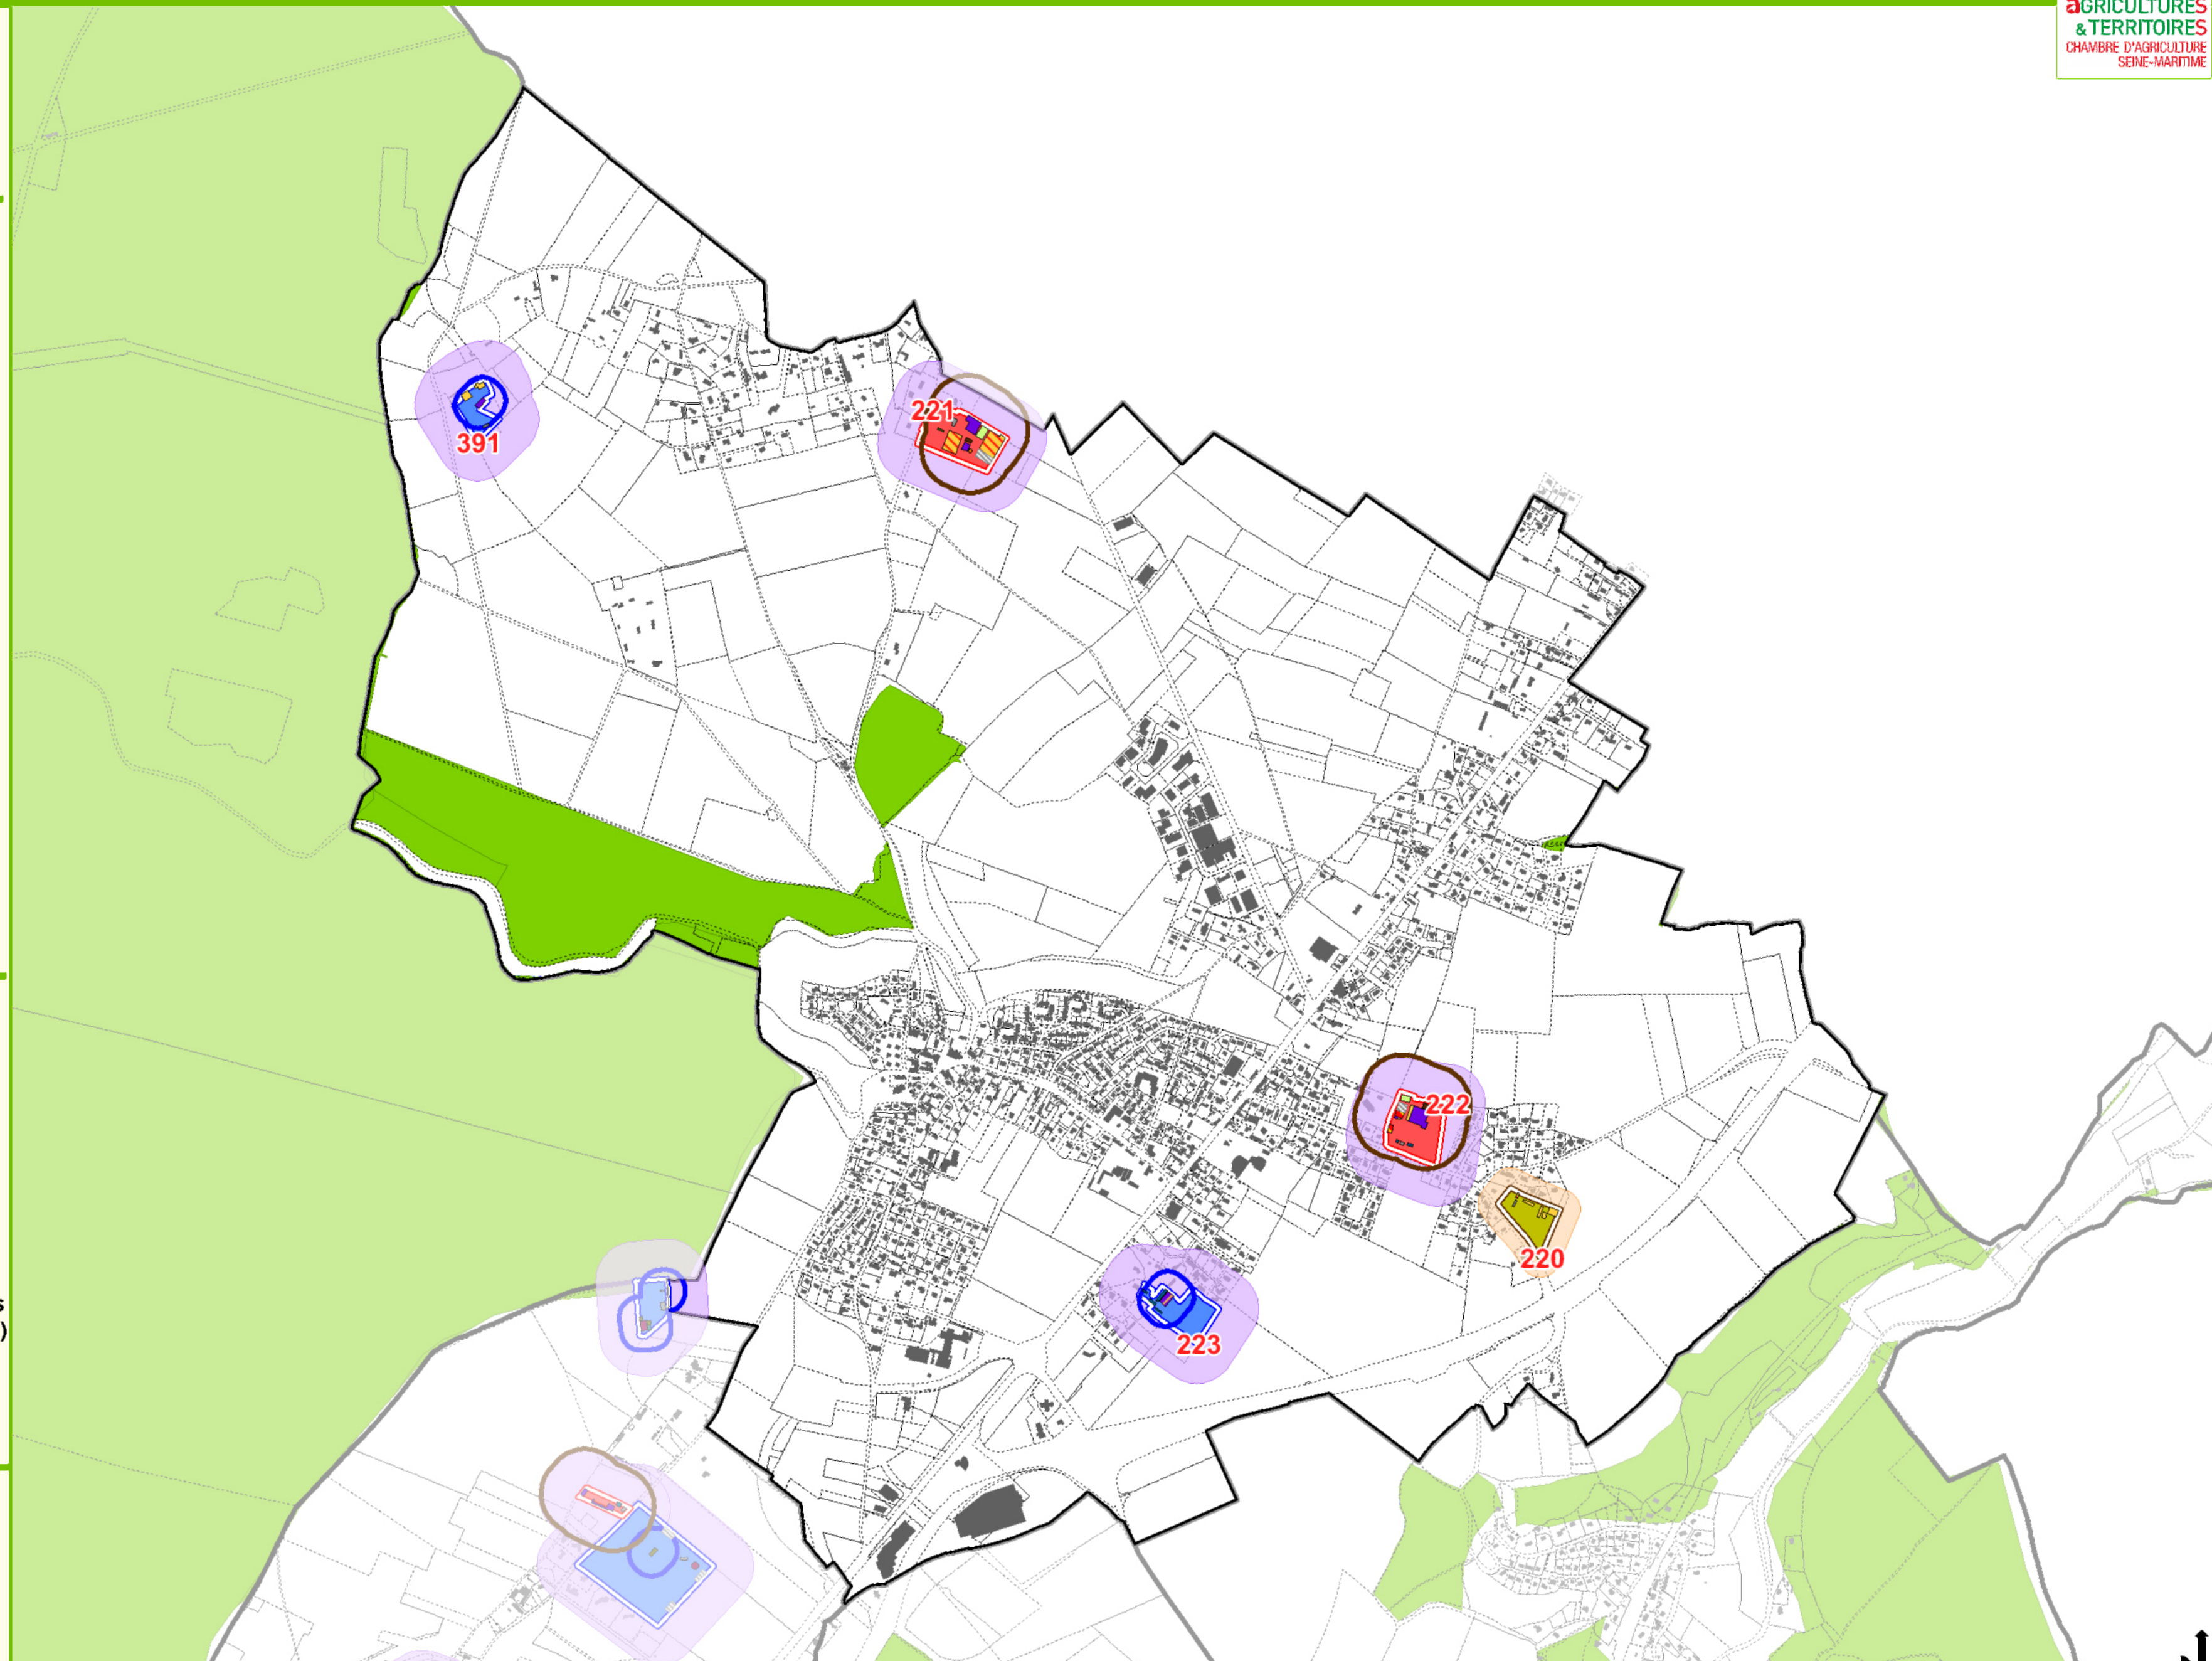 aGRICULTURES
& TERRITOIRES
CHAMBRE D'AGRICULTURE
SEINE-MARITIME
391
221
222
220
223
s
)